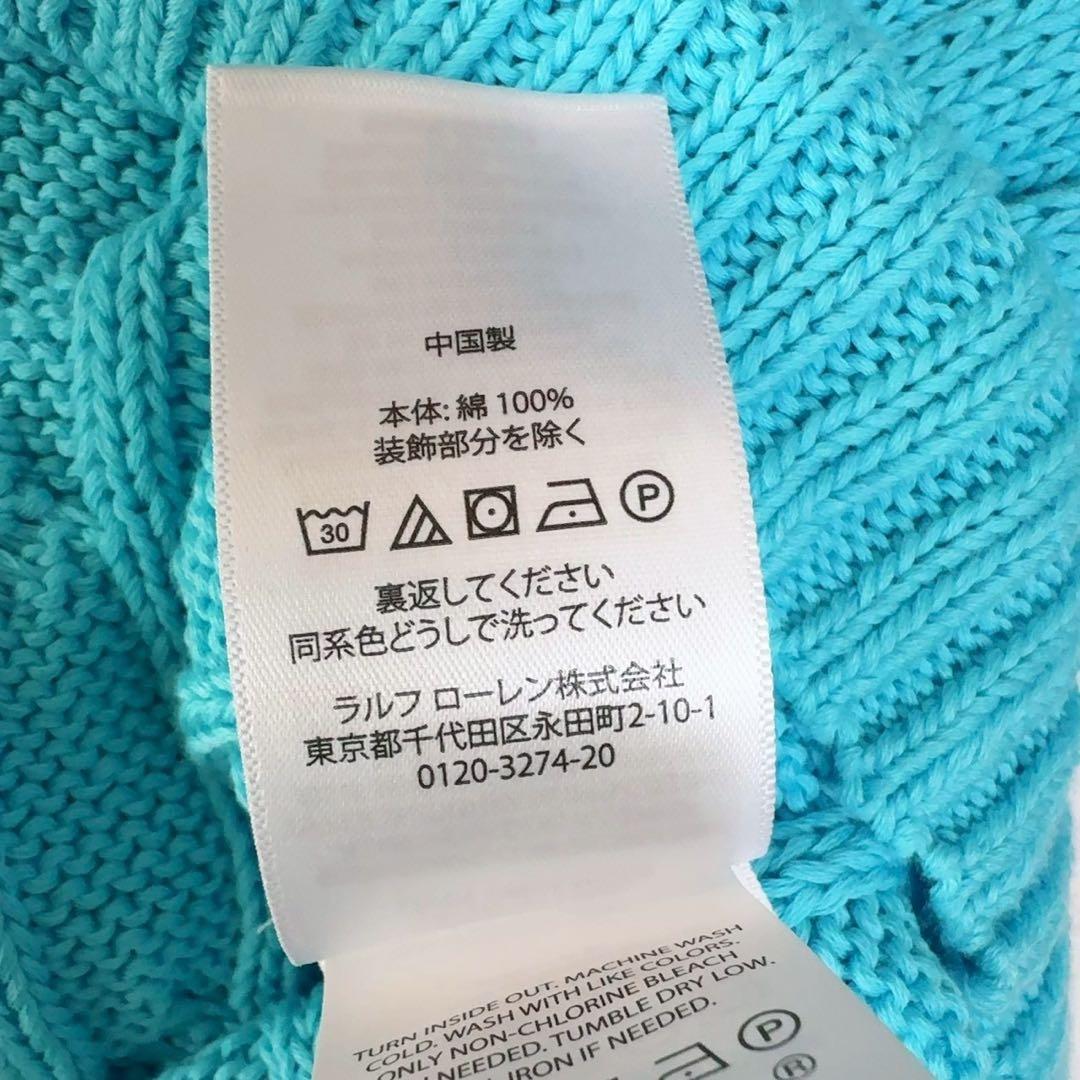 中国製
本体: 綿 100%
装飾部分を除く
30 P
裏返してください
同系色どうしで洗ってください
ラルフ ローレン株式会社
東京都千代田区永田町2-10-1
0120-3274-20
TURN INSIDE OUT. MACHINE WASH
COLD. WASH WITH LIKE COLORS.
ONLY NON-CHLORINE BLEACH
NEEDED. TUMBLE DRY LOW.
IRON IF NEEDED.
P
®